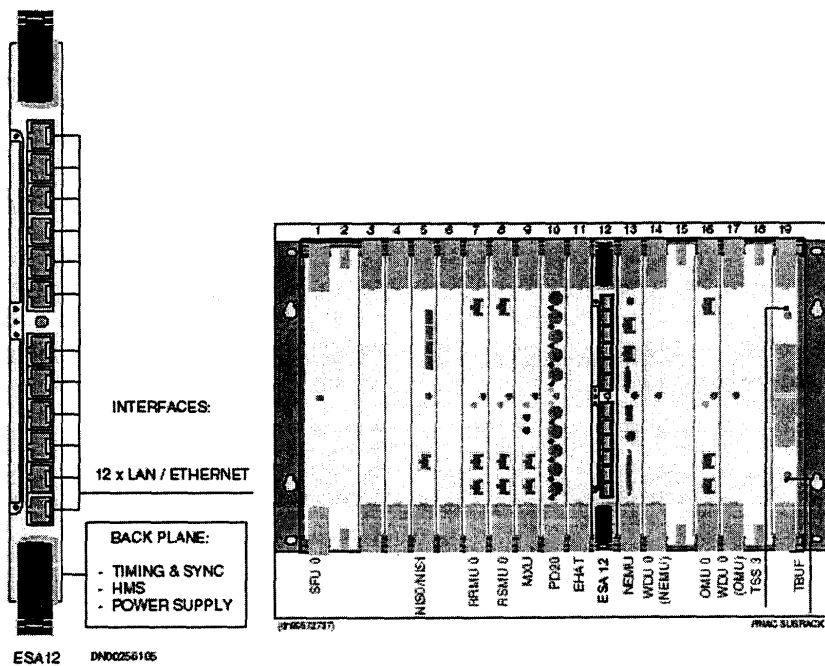 INTERFACES:
12 x LAN / ETHERNET
BACK PLANE:
- TIMING & SYNC
- HMS
- POWER SUPPLY
ESA12 DN00256105
1 2 3 4 5 6 7 8 9 10 11 12 13 14 15 16 17 18 19
SFU 0
NIS0/NIS1
RRMU 0
RSMU 0
MXU
PD20
EHAT
ESA 12
NEMU
WDU 0
(NEMU)
OMU 0
WDU 0
(OMU)
TSS 3
TBUF
RNAC SUBRACK